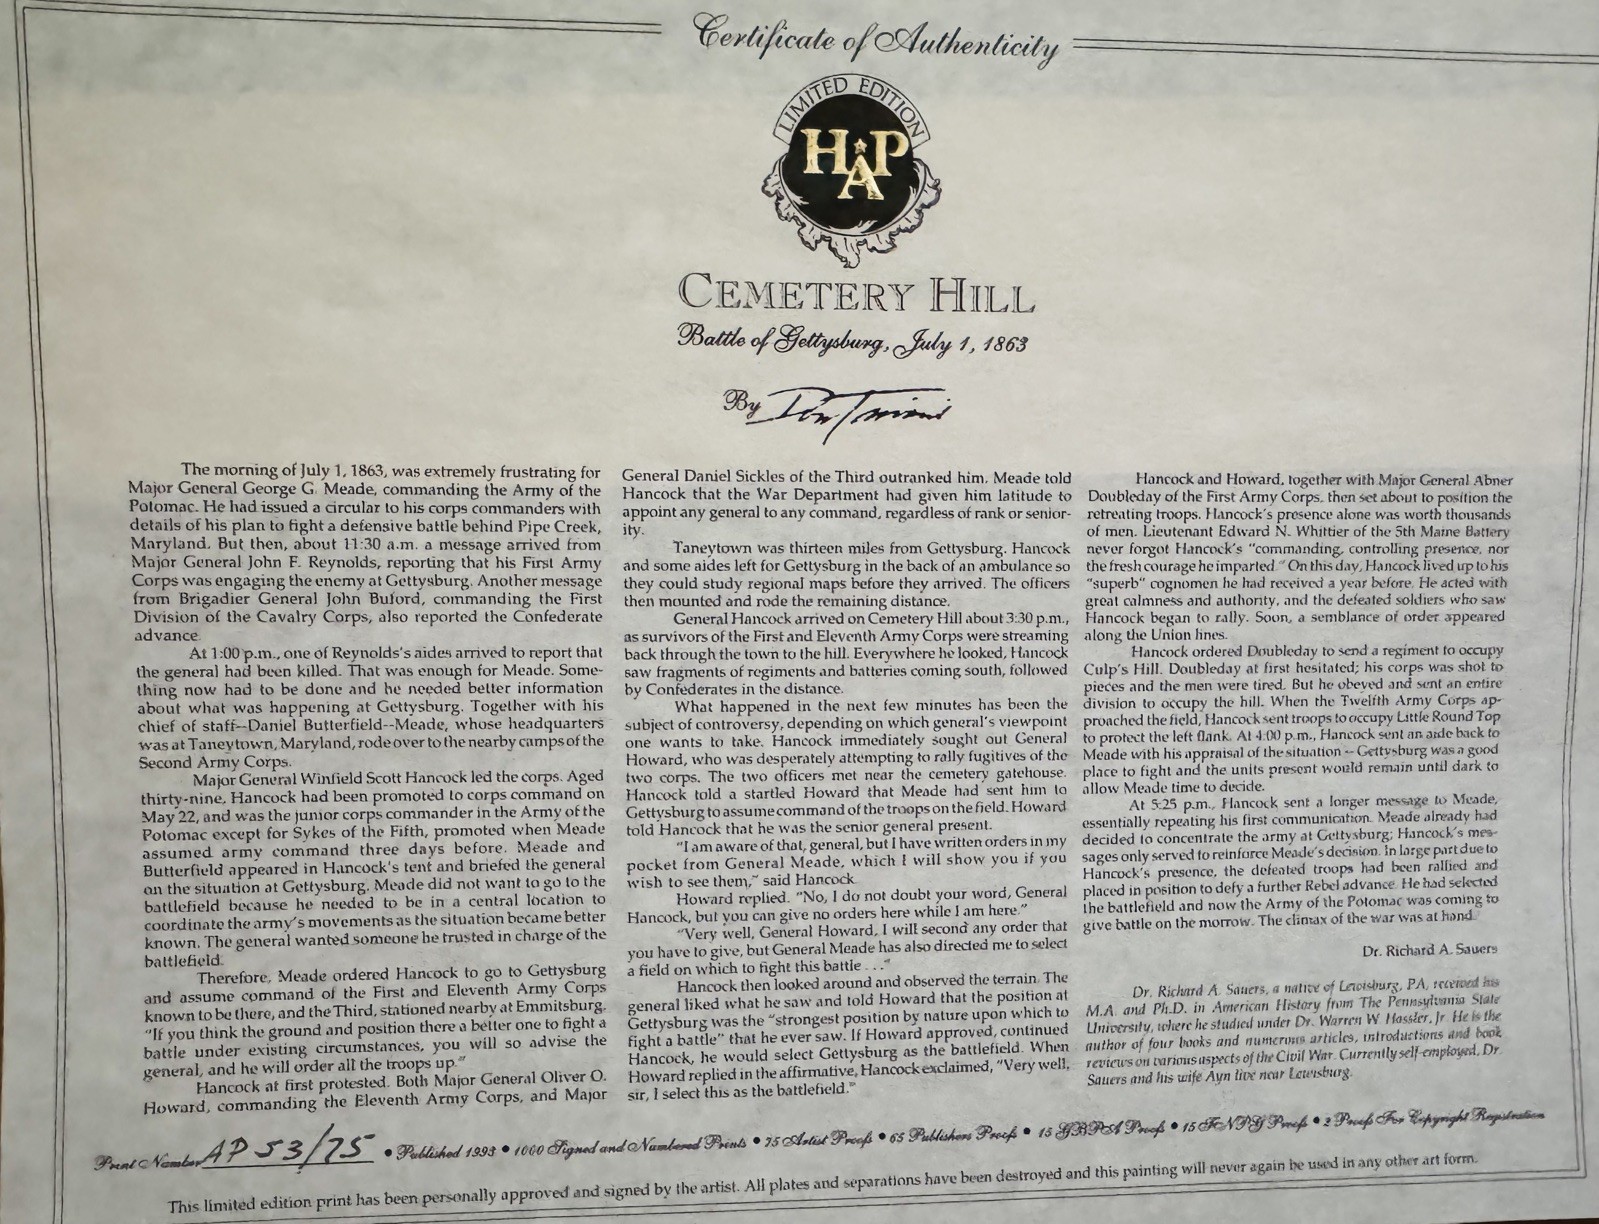 Certificate of Authenticity
LIMITED EDITION
HAP
CEMETERY HILL
Battle of Gettysburg, July 1, 1863
By Don Troiani
The morning of July 1, 1863, was extremely frustrating for
Major General George G. Meade, commanding the Army of the
Potomac. He had issued a circular to his corps commanders with
details of his plan to fight a defensive battle behind Pipe Creek,
Maryland. But then, about 11:30 a.m. a message arrived from
Major General John F. Reynolds, reporting that his First Army
Corps was engaging the enemy at Gettysburg. Another message
from Brigadier General John Buford, commanding the First
Division of the Cavalry Corps, also reported the Confederate
advance.
At 1:00 p.m., one of Reynolds's aides arrived to report that
the general had been killed. That was enough for Meade. Some-
thing now had to be done and he needed better information
about what was happening at Gettysburg. Together with his
chief of staff--Daniel Butterfield--Meade, whose headquarters
was at Taneytown, Maryland, rode over to the nearby camps of the
Second Army Corps.
Major General Winfield Scott Hancock led the corps. Aged
thirty-nine, Hancock had been promoted to corps command on
May 22, and was the junior corps commander in the Army of the
Potomac except for Sykes of the Fifth, promoted when Meade
assumed army command three days before. Meade and
Butterfield appeared in Hancock's tent and briefed the general
on the situation at Gettysburg. Meade did not want to go to the
battlefield because he needed to be in a central location to
coordinate the army's movements as the situation became better
known. The general wanted someone he trusted in charge of the
battlefield.
Therefore, Meade ordered Hancock to go to Gettysburg
and assume command of the First and Eleventh Army Corps
known to be there, and the Third, stationed nearby at Emmitsburg.
"If you think the ground and position there a better one to fight a
battle under existing circumstances, you will so advise the
general, and he will order all the troops up."
Hancock at first protested. Both Major General Oliver O.
Howard, commanding the Eleventh Army Corps, and Major
General Daniel Sickles of the Third outranked him. Meade told
Hancock that the War Department had given him latitude to
appoint any general to any command, regardless of rank or senior-
ity.
Taneytown was thirteen miles from Gettysburg. Hancock
and some aides left for Gettysburg in the back of an ambulance so
they could study regional maps before they arrived. The officers
then mounted and rode the remaining distance.
General Hancock arrived on Cemetery Hill about 3:30 p.m.,
as survivors of the First and Eleventh Army Corps were streaming
back through the town to the hill. Everywhere he looked, Hancock
saw fragments of regiments and batteries coming south, followed
by Confederates in the distance.
What happened in the next few minutes has been the
subject of controversy, depending on which general's viewpoint
one wants to take. Hancock immediately sought out General
Howard, who was desperately attempting to rally fugitives of the
two corps. The two officers met near the cemetery gatehouse.
Hancock told a startled Howard that Meade had sent him to
Gettysburg to assume command of the troops on the field. Howard
told Hancock that he was the senior general present.
"I am aware of that, general, but I have written orders in my
pocket from General Meade, which I will show you if you
wish to see them," said Hancock
Howard replied. "No, I do not doubt your word, General
Hancock, but you can give no orders here while I am here."
"Very well, General Howard, I will second any order that
you have to give, but General Meade has also directed me to select
a field on which to fight this battle . . ."
Hancock then looked around and observed the terrain. The
general liked what he saw and told Howard that the position at
Gettysburg was the "strongest position by nature upon which to
fight a battle" that he ever saw. If Howard approved, continued
Hancock, he would select Gettysburg as the battlefield. When
Howard replied in the affirmative, Hancock exclaimed, "Very well,
sir, I select this as the battlefield."
Hancock and Howard, together with Major General Abner
Doubleday of the First Army Corps, then set about to position the
retreating troops. Hancock's presence alone was worth thousands
of men. Lieutenant Edward N. Whittier of the 5th Maine Battery
never forgot Hancock's "commanding, controlling presence, nor
the fresh courage he imparted." On this day, Hancock lived up to his
"superb" cognomen he had received a year before. He acted with
great calmness and authority, and the defeated soldiers who saw
Hancock began to rally. Soon, a semblance of order appeared
along the Union lines.
Hancock ordered Doubleday to send a regiment to occupy
Culp's Hill. Doubleday at first hesitated; his corps was shot to
pieces and the men were tired. But he obeyed and sent an entire
division to occupy the hill. When the Twelfth Army Corps ap-
proached the field, Hancock sent troops to occupy Little Round Top
to protect the left flank. At 4:00 p.m., Hancock sent an aide back to
Meade with his appraisal of the situation -- Gettysburg was a good
place to fight and the units present would remain until dark to
allow Meade time to decide.
At 5:25 p.m., Hancock sent a longer message to Meade,
essentially repeating his first communication. Meade already had
decided to concentrate the army at Gettysburg; Hancock's mes-
sages only served to reinforce Meade's decision. In large part due to
Hancock's presence, the defeated troops had been rallied and
placed in position to defy a further Rebel advance. He had selected
the battlefield and now the Army of the Potomac was coming to
give battle on the morrow. The climax of the war was at hand.
Dr. Richard A. Sauers
Dr. Richard A. Sauers, a native of Lewisburg, PA, received his
M.A. and Ph.D. in American History from The Pennsylvania State
University, where he studied under Dr. Warren W. Hassler, Jr. He is the
author of four books and numerous articles, introductions and book
reviews on various aspects of the Civil War. Currently self-employed, Dr.
Sauers and his wife Ayn live near Lewisburg.
Print Number AP 53/75 • Published 1993 • 1000 Signed and Numbered Prints • 75 Artist Proofs • 65 Publishers Proofs • 15 GBPA Proofs • 15 FNPG Proofs • 2 Proofs For Copyright Registration
This limited edition print has been personally approved and signed by the artist. All plates and separations have been destroyed and this painting will never again be used in any other art form.